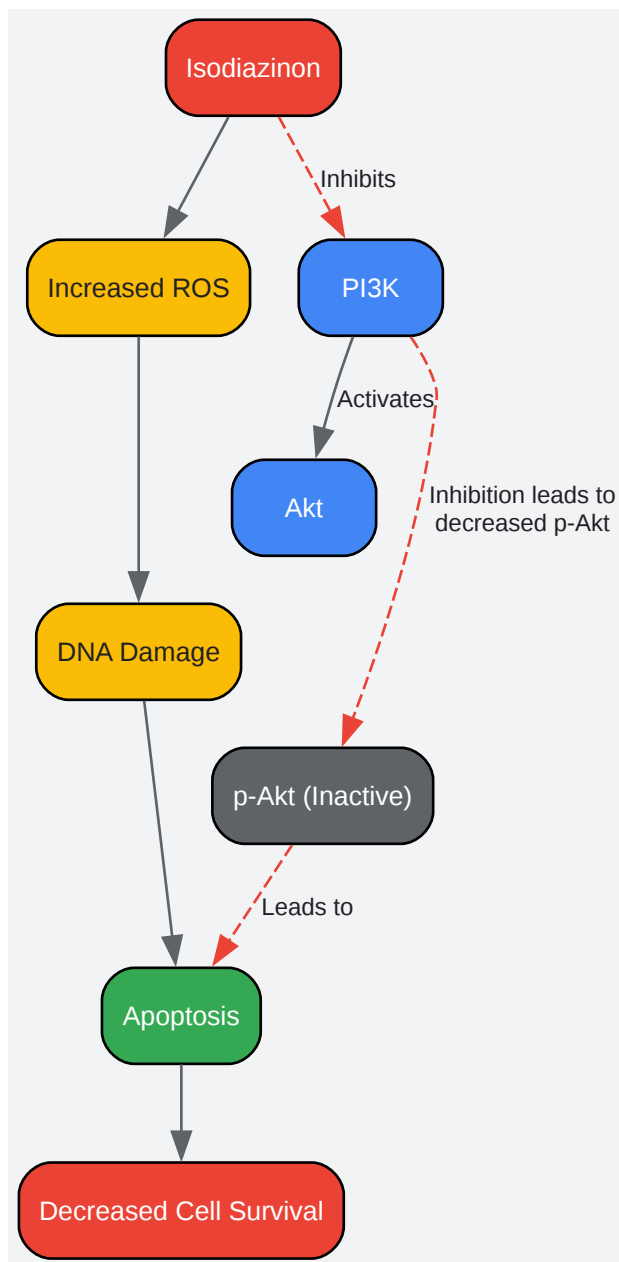 Isodiazinon
Inhibits
Increased ROS
PI3K
Activates
Akt
Inhibition leads to
decreased p-Akt
DNA Damage
p-Akt (Inactive)
Leads to
Apoptosis
Decreased Cell Survival